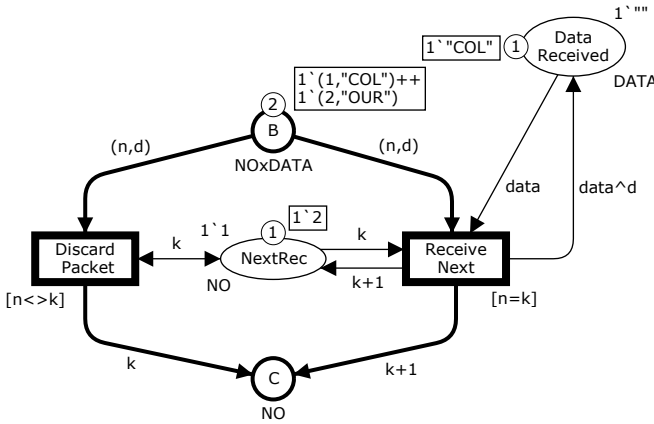 1`""
1`"COL"
1
Data
Received
DATA
1`(1,"COL")++
1`(2,"OUR")
2
B
NOxDATA
(n,d)
(n,d)
data
data^d
1`1
1`2
1
NextRec
NO
k
k
k+1
Discard
Packet
[n<>k]
Receive
Next
[n=k]
k
k+1
C
NO